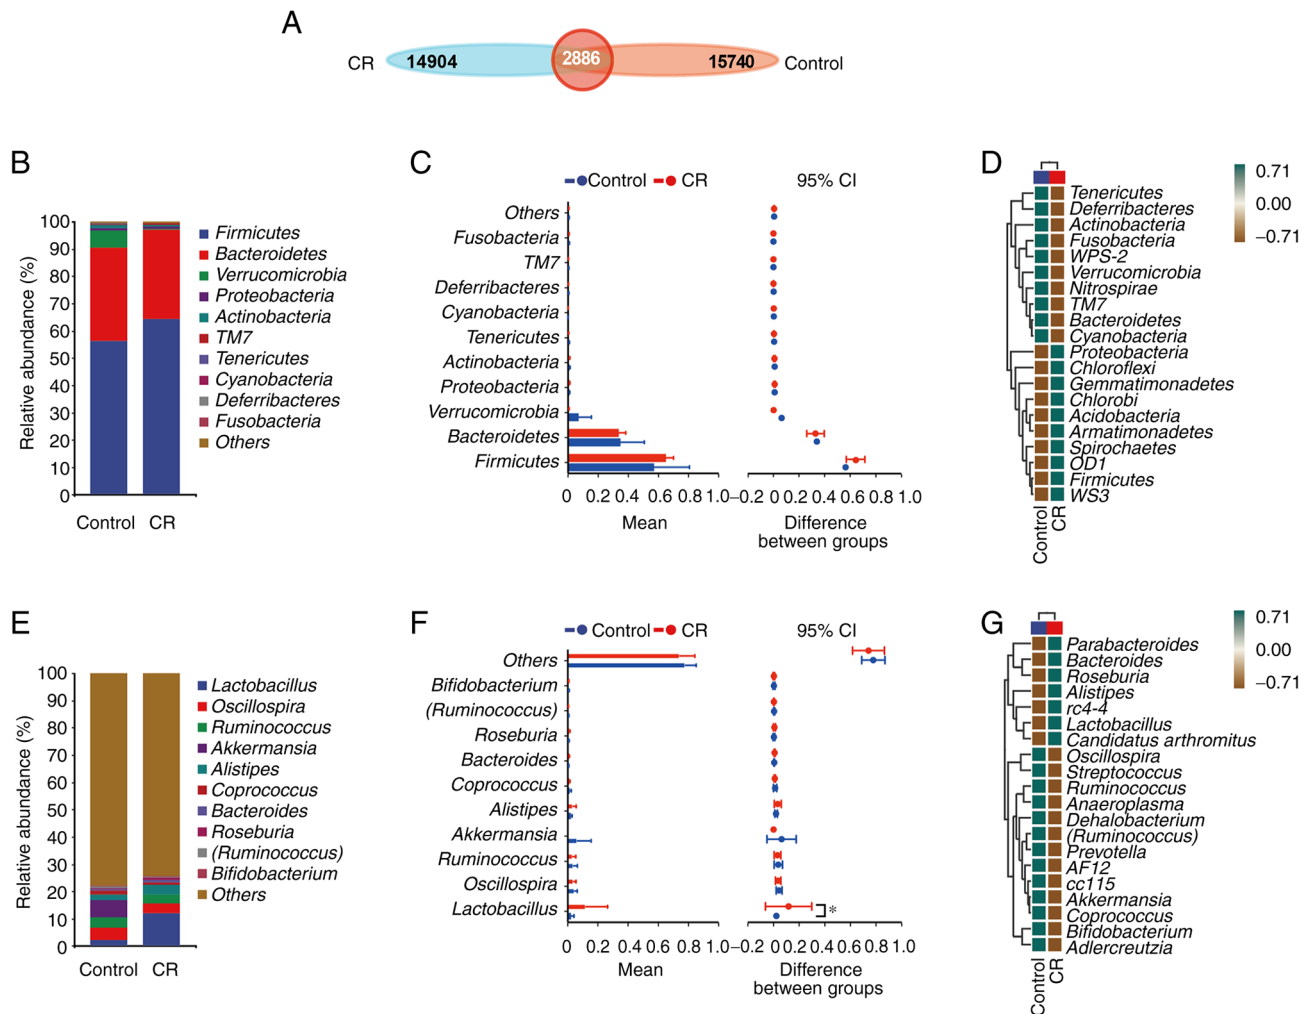 A
CR
14904
2886
15740
Control
B
Relative abundance (%)
100
90
80
70
60
50
40
30
20
10
0
Control
CR
Firmicutes
Bacteroidetes
Verrucomicrobia
Proteobacteria
Actinobacteria
TM7
Tenericutes
Cyanobacteria
Deferribacteres
Fusobacteria
Others
C
Control
CR
95% CI
Others
Fusobacteria
TM7
Deferribacteres
Cyanobacteria
Tenericutes
Actinobacteria
Proteobacteria
Verrucomicrobia
Bacteroidetes
Firmicutes
0 0.2 0.4 0.6 0.8 1.0
Mean
–0.2 0 0.2 0.4 0.6 0.8 1.0
Difference
between groups
D
0.71
0.00
–0.71
Tenericutes
Deferribacteres
Actinobacteria
Fusobacteria
WPS-2
Verrucomicrobia
Nitrospirae
TM7
Bacteroidetes
Cyanobacteria
Proteobacteria
Chloroflexi
Gemmatimonadetes
Chlorobi
Acidobacteria
Armatimonadetes
Spirochaetes
OD1
Firmicutes
WS3
Control
CR
E
Relative abundance (%)
100
90
80
70
60
50
40
30
20
10
0
Control
CR
Lactobacillus
Oscillospira
Ruminococcus
Akkermansia
Alistipes
Coprococcus
Bacteroides
Roseburia
(Ruminococcus)
Bifidobacterium
Others
F
Control
CR
95% CI
Others
Bifidobacterium
(Ruminococcus)
Roseburia
Bacteroides
Coprococcus
Alistipes
Akkermansia
Ruminococcus
Oscillospira
Lactobacillus
*
0 0.2 0.4 0.6 0.8 1.0
Mean
–0.2 0 0.2 0.4 0.6 0.8 1.0
Difference
between groups
G
0.71
0.00
–0.71
Parabacteroides
Bacteroides
Roseburia
Alistipes
rc4-4
Lactobacillus
Candidatus arthromitus
Oscillospira
Streptococcus
Ruminococcus
Anaeroplasma
Dehalobacterium
(Ruminococcus)
Prevotella
AF12
cc115
Akkermansia
Coprococcus
Bifidobacterium
Adlercreutzia
Control
CR